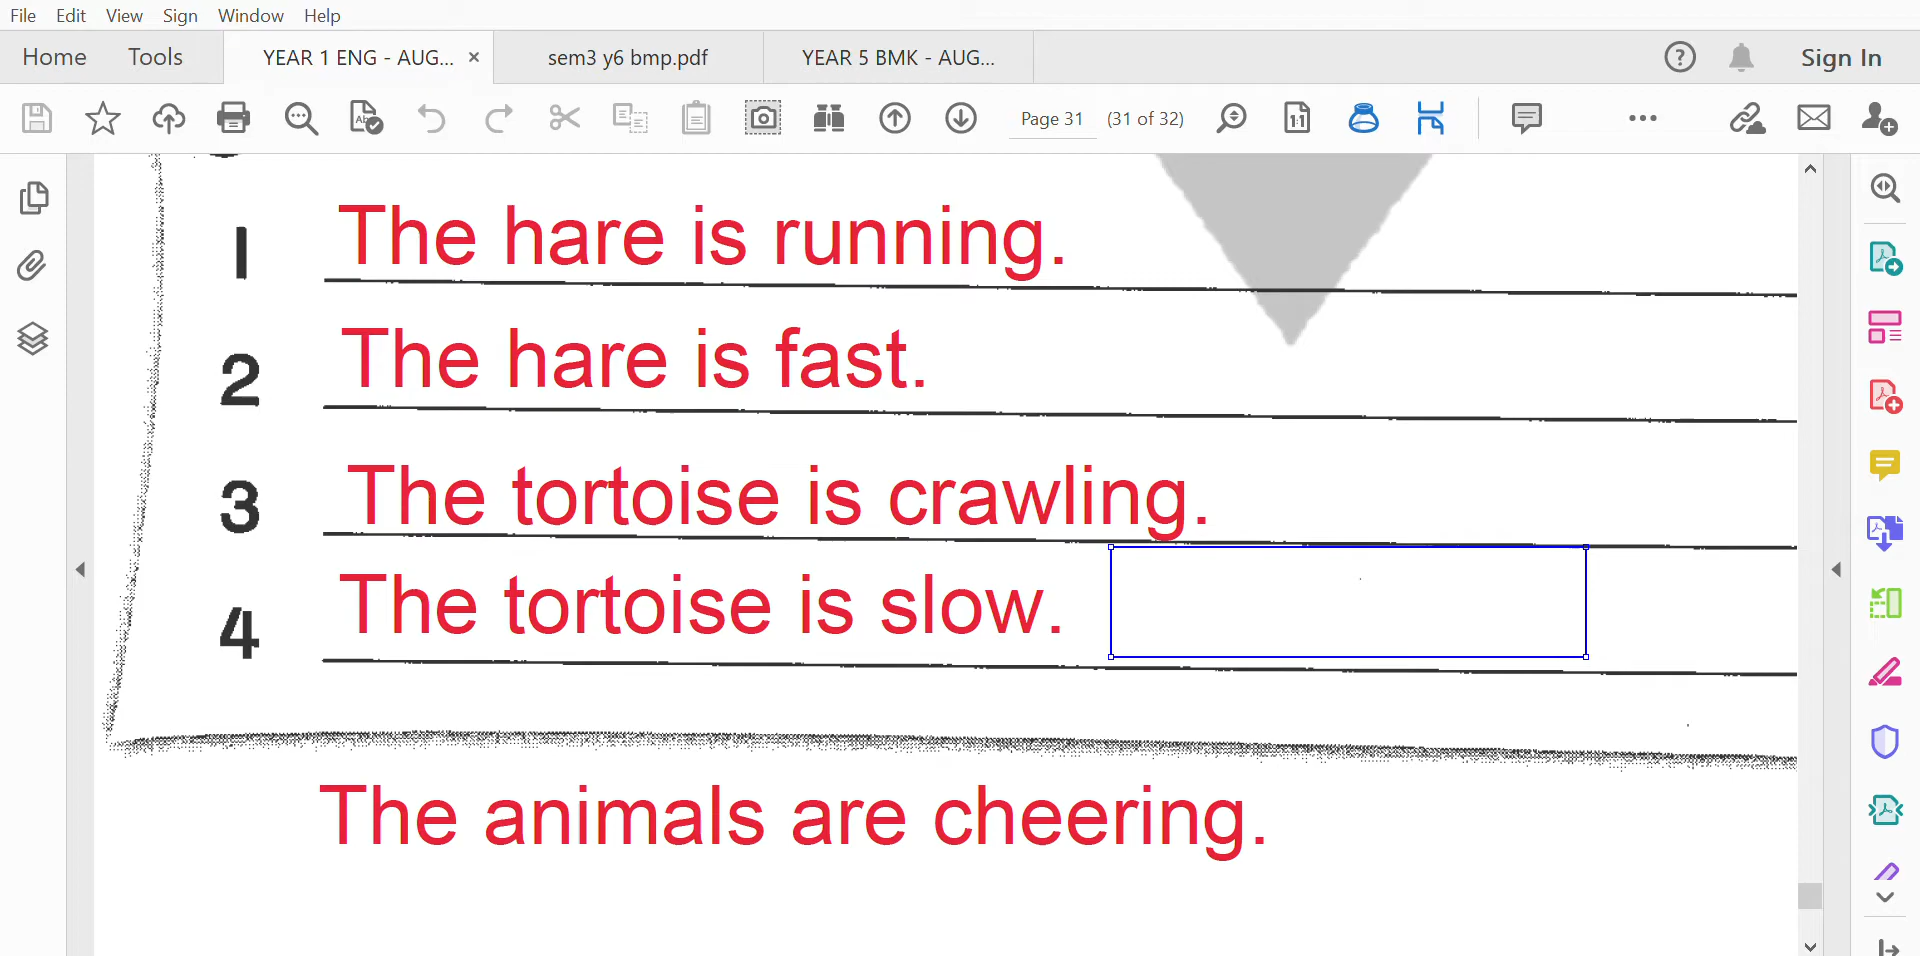 File Edit View Sign Window Help
Home Tools YEAR 1 ENG - AUG... × sem3 y6 bmp.pdf YEAR 5 BMK - AUG... Sign In
Page 31 (31 of 32)
1 The hare is running.
2 The hare is fast.
3 The tortoise is crawling.
4 The tortoise is slow.
The animals are cheering.